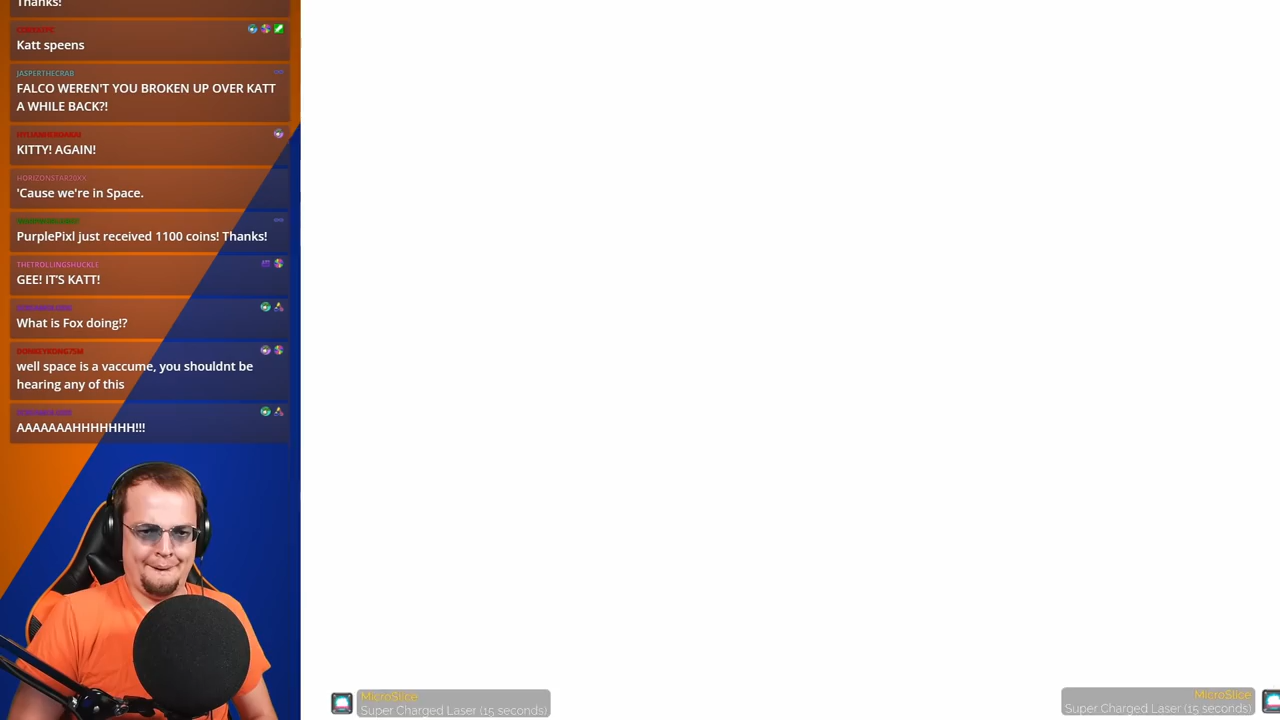 Thanks!
Katt speens
JASPERTHECRAB
FALCO WEREN'T YOU BROKEN UP OVER KATT
A WHILE BACK?!
KITTY! AGAIN!
HORIZONSTAR20XX
'Cause we're in Space.
PurplePixl just received 1100 coins! Thanks!
THETROLLINGSHUCKLE
GEE! IT'S KATT!
What is Fox doing!?
DONKEYKONG75M
well space is a vaccume, you shouldnt be
hearing any of this
AAAAAAAHHHHHHH!!!
MicroSlice
Super Charged Laser (15 seconds)
MicroSlice
Super Charged Laser (15 seconds)